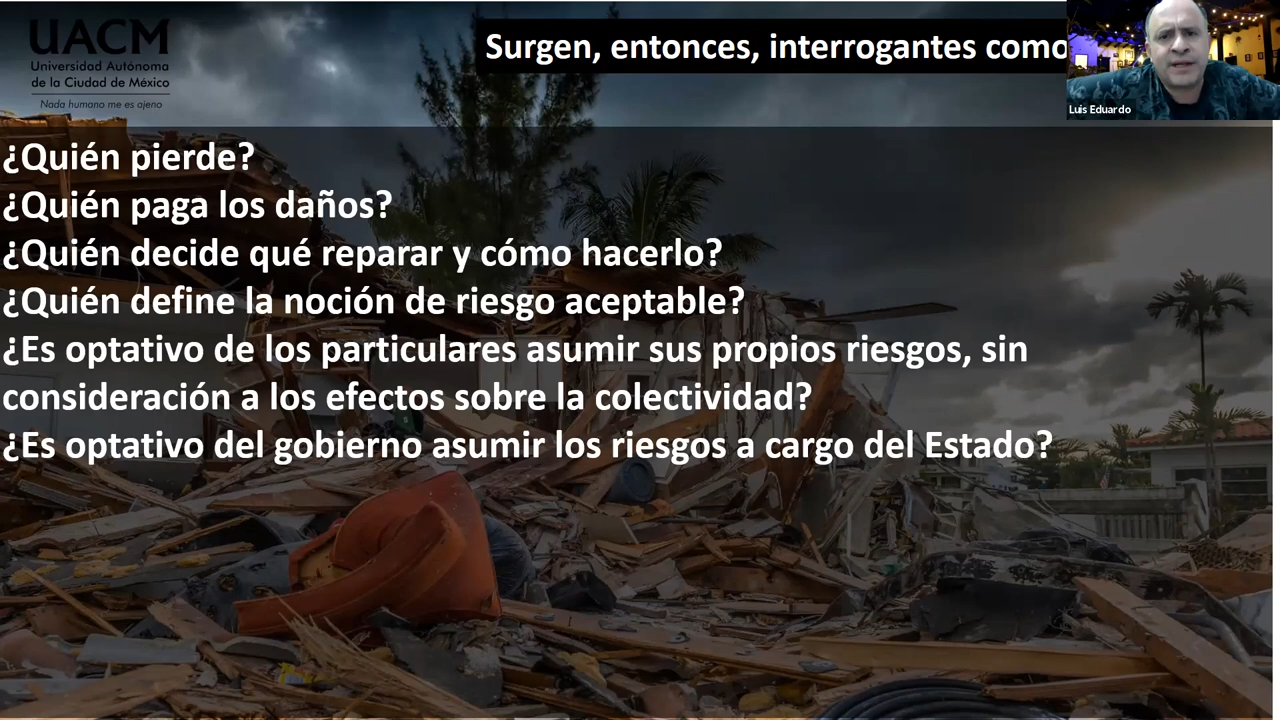 UACM
Universidad Autónoma
de la Ciudad de México
Nada humano me es ajeno
Surgen, entonces, interrogantes como
Luis Eduardo
¿Quién pierde?
¿Quién paga los daños?
¿Quién decide qué reparar y cómo hacerlo?
¿Quién define la noción de riesgo aceptable?
¿Es optativo de los particulares asumir sus propios riesgos, sin
consideración a los efectos sobre la colectividad?
¿Es optativo del gobierno asumir los riesgos a cargo del Estado?